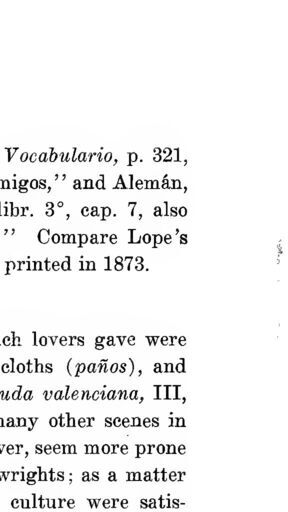 Vocabulario, p. 321,
migos,” and Alemán,
libr. 3°, cap. 7, also
” Compare Lope’s
printed in 1873.
ch lovers gave were
cloths (paños), and
uda valenciana, III,
many other scenes in
ver, seem more prone
wrights; as a matter
culture were satis-